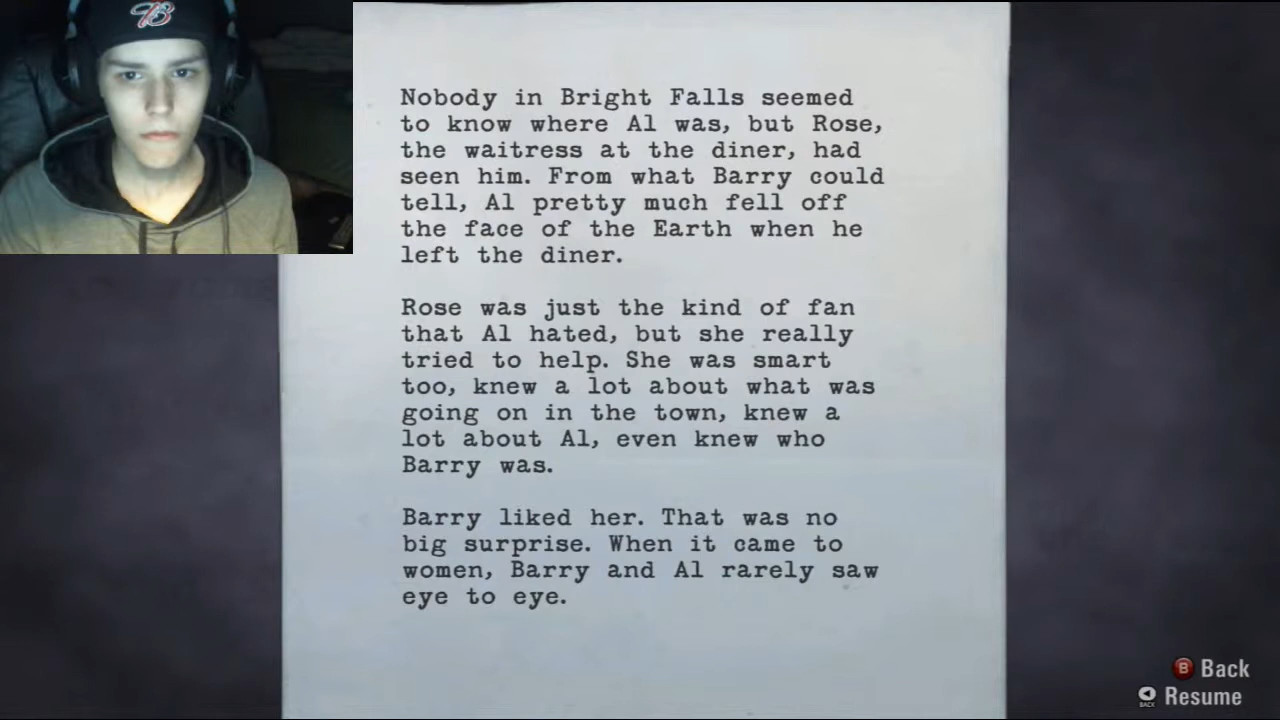 B
Nobody in Bright Falls seemed
to know where Al was, but Rose,
the waitress at the diner, had
seen him. From what Barry could
tell, Al pretty much fell off
the face of the Earth when he
left the diner.
Rose was just the kind of fan
that Al hated, but she really
tried to help. She was smart
too, knew a lot about what was
going on in the town, knew a
lot about Al, even knew who
Barry was.
Barry liked her. That was no
big surprise. When it came to
women, Barry and Al rarely saw
eye to eye.
B Back
BACK Resume